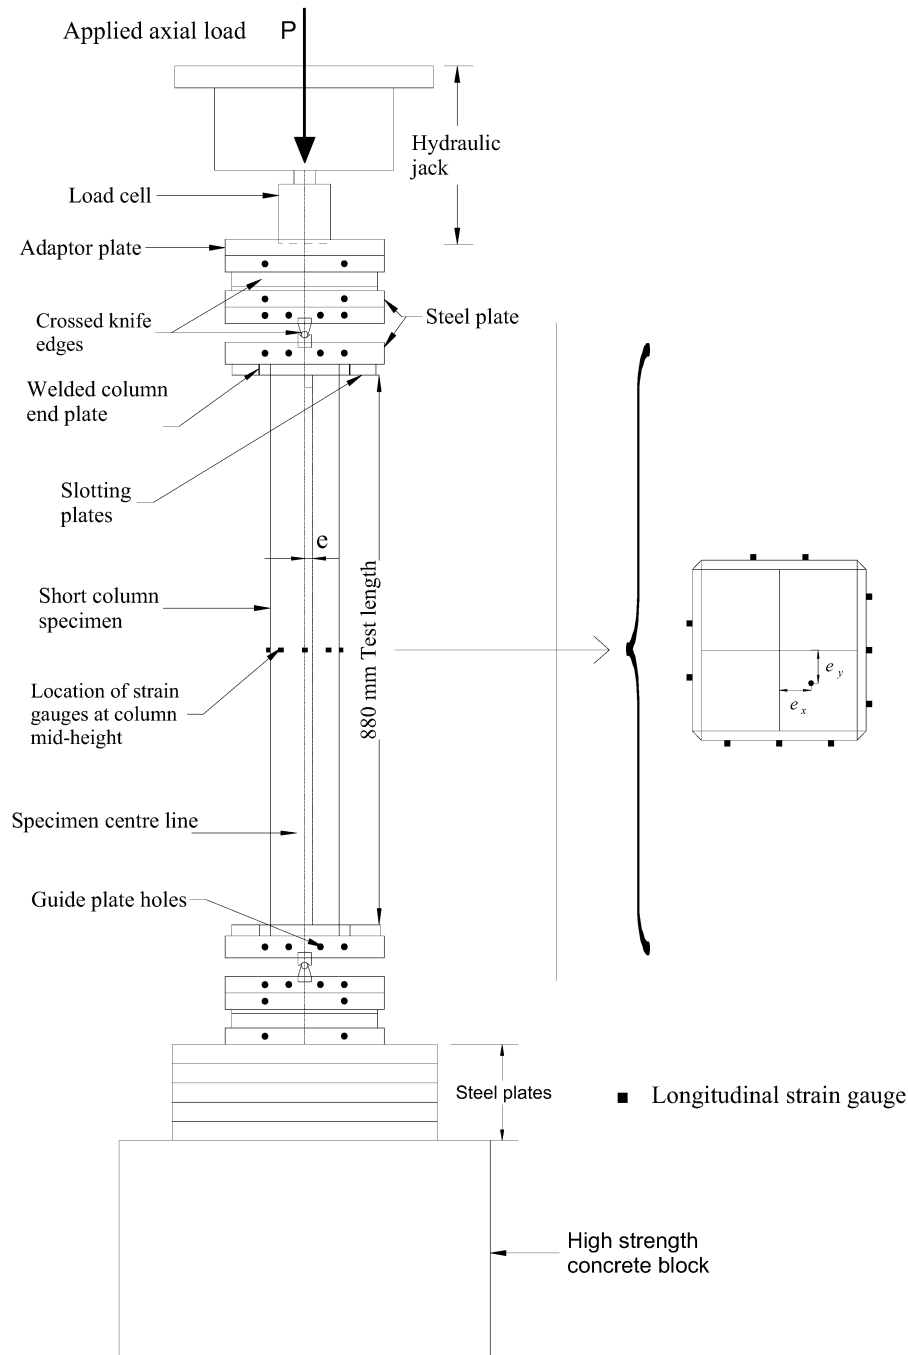 Applied axial load P
Hydraulic
jack
Load cell
Adaptor plate
Crossed knife
edges
Steel plate
Welded column
end plate
Slotting
plates
e
Short column
specimen
880 mm Test length
Location of strain
gauges at column
mid-height
e y
e x
Specimen centre line
Guide plate holes
Steel plates
Longitudinal strain gauge
High strength
concrete block